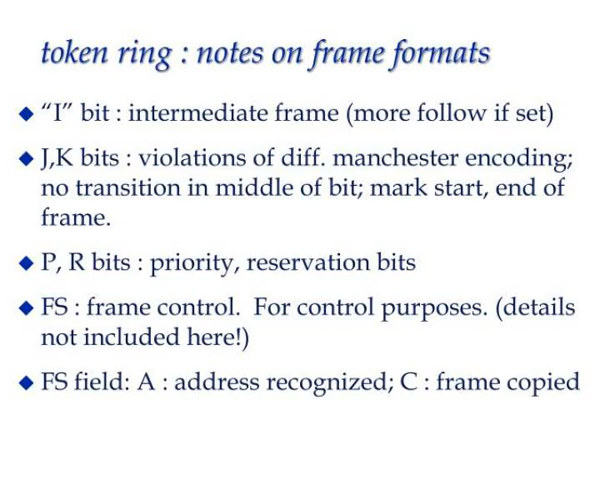 token ring : notes on frame formats
◆ “I” bit : intermediate frame (more follow if set)
◆ J,K bits : violations of diff. manchester encoding;
no transition in middle of bit; mark start, end of
frame.
◆ P, R bits : priority, reservation bits
◆ FS : frame control.  For control purposes. (details
not included here!)
◆ FS field: A : address recognized; C : frame copied